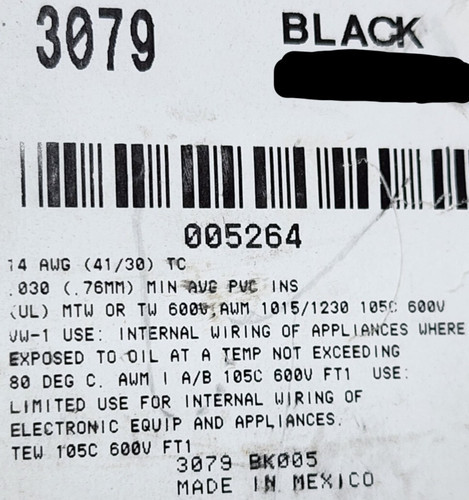 3079 BLACK
005264
14 AWG (41/30) TC
.030 (.76MM) MIN AVG PVC INS
(UL) MTW OR TW 600V,AWM 1015/1230 105C 600V
VW-1 USE: INTERNAL WIRING OF APPLIANCES WHERE
EXPOSED TO OIL AT A TEMP NOT EXCEEDING
80 DEG C. AWM I A/B 105C 600V FT1 USE:
LIMITED USE FOR INTERNAL WIRING OF
ELECTRONIC EQUIP AND APPLIANCES.
TEW 105C 600V FT1
3079 BK005
MADE IN MEXICO